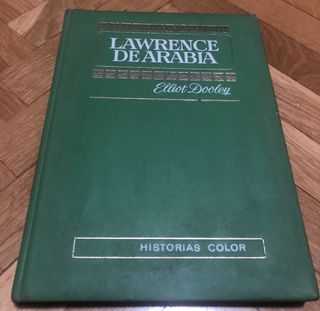 LAWRENCE
DE ARABIA
Elliot Dooley
HISTORIAS COLOR